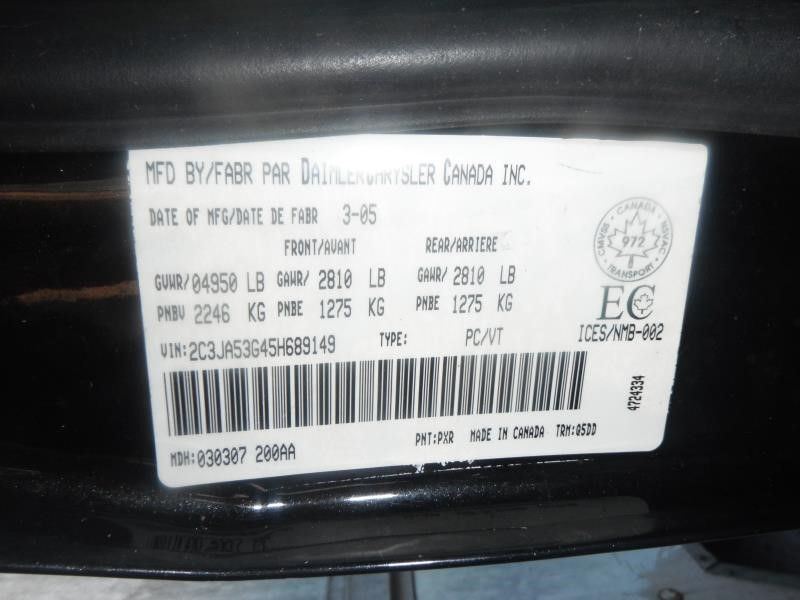 MFD BY/FABR PAR DAIMLERCHRYSLER CANADA INC.
DATE OF MFG/DATE DE FABR 3-05
FRONT/AVANT REAR/ARRIERE
GVWR/04950 LB GAWR/ 2810 LB GAWR/ 2810 LB
PNBV 2246 KG PNBE 1275 KG PNBE 1275 KG
CANADA
CMVSS 972 NSVAC
TRANSPORT
EC
ICES/NMB-002
VIN:2C3JA53G45H689149 TYPE: PC/VT
4724334
MDH:030307 200AA PNT:PXR MADE IN CANADA TRM:Q5DD